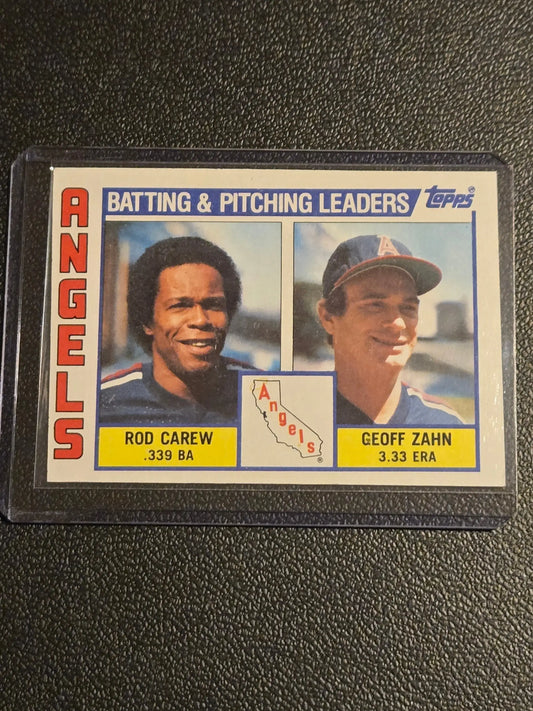 ANGELS
BATTING & PITCHING LEADERS
topps
A
Angels
ROD CAREW
.339 BA
GEOFF ZAHN
3.33 ERA